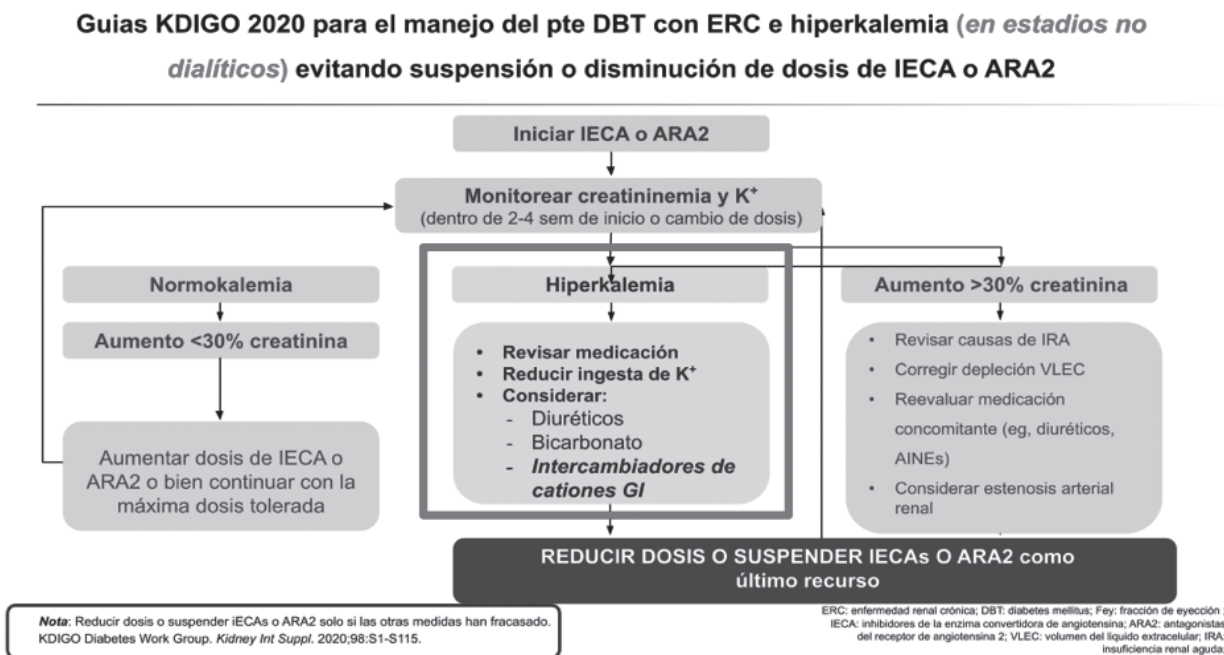 Guias KDIGO 2020 para el manejo del pte DBT con ERC e hiperkalemia (en estadios no
dialíticos) evitando suspensión o disminución de dosis de IECA o ARA2
Iniciar IECA o ARA2
Monitorear creatininemia y K+
(dentro de 2-4 sem de inicio o cambio de dosis)
Normokalemia
Aumento <30% creatinina
Aumentar dosis de IECA o
ARA2 o bien continuar con la
máxima dosis tolerada
Hiperkalemia
• Revisar medicación
• Reducir ingesta de K+
• Considerar:
- Diuréticos
- Bicarbonato
- Intercambiadores de
cationes GI
Aumento >30% creatinina
• Revisar causas de IRA
• Corregir depleción VLEC
• Reevaluar medicación
concomitante (eg, diuréticos,
AINEs)
• Considerar estenosis arterial
renal
REDUCIR DOSIS O SUSPENDER IECAs O ARA2 como
último recurso
Nota: Reducir dosis o suspender iECAs o ARA2 solo si las otras medidas han fracasado.
KDIGO Diabetes Work Group. Kidney Int Suppl. 2020;98:S1-S115.
ERC: enfermedad renal crónica; DBT: diabetes mellitus; Fey: fracción de eyección ;
IECA: inhibidores de la enzima convertidora de angiotensina; ARA2: antagonistas
del receptor de angiotensina 2; VLEC: volumen del líquido extracelular; IRA:
insuficiencia renal aguda;